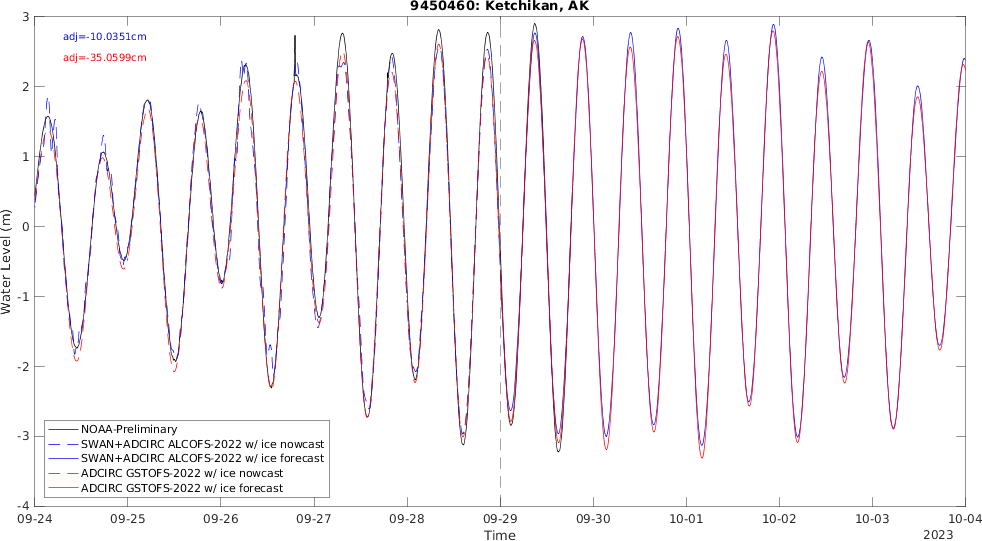 9450460: Ketchikan, AK
adj=-10.0351cm
adj=-35.0599cm
Water Level (m)
3
2
1
0
-1
-2
-3
-4
NOAA-Preliminary
SWAN+ADCIRC ALCOFS-2022 w/ ice nowcast
SWAN+ADCIRC ALCOFS-2022 w/ ice forecast
ADCIRC GSTOFS-2022 w/ ice nowcast
ADCIRC GSTOFS-2022 w/ ice forecast
09-24 09-25 09-26 09-27 09-28 09-29 09-30 10-01 10-02 10-03 10-04
Time
2023